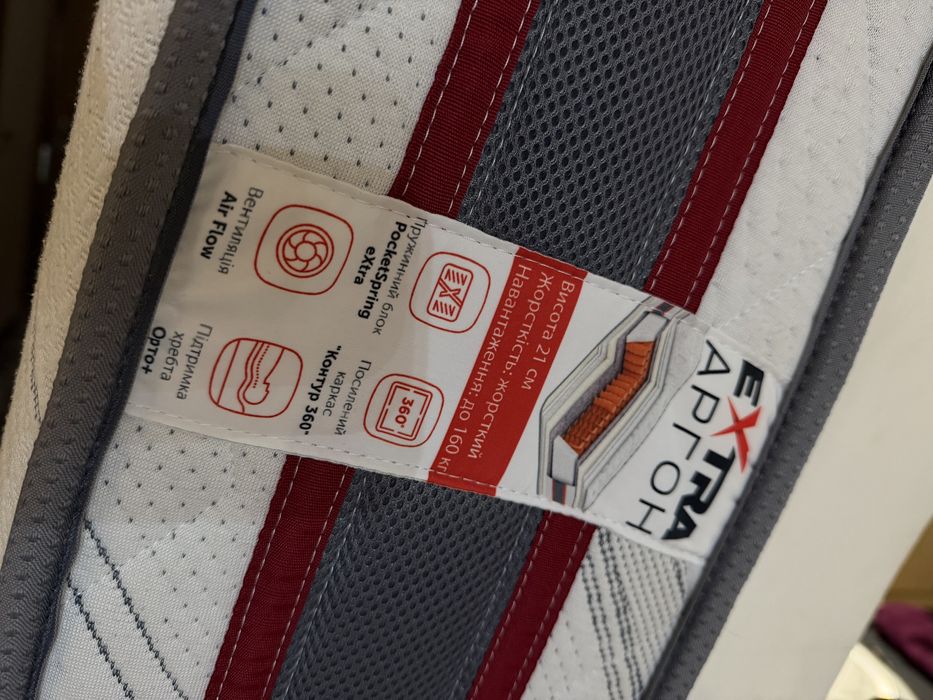 EXTRA
АРГОН
Висота 21 см
Жорсткість: жорсткий
Навантаження: до 160 кг
Пружинний блок
PocketSpring
eXtra
360°
Посилений
каркас
"Контур 360"
Вентиляція
Air Flow
Підтримка
хребта
Орто+